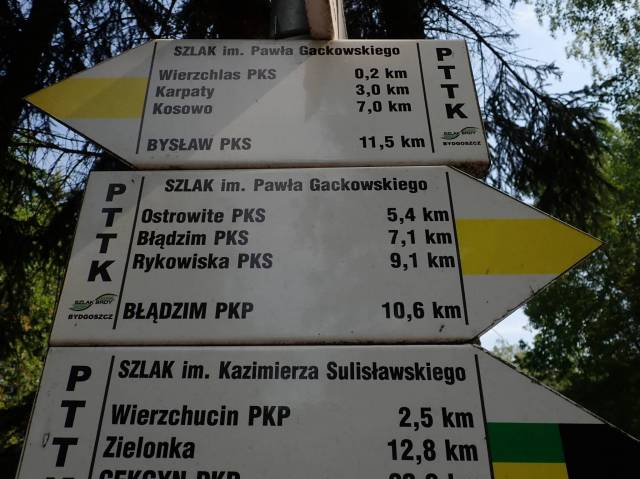 SZLAK im. Pawła Gackowskiego
Wierzchlas PKS 0,2 km
Karpaty 3,0 km
Kosowo 7,0 km
BYSŁAW PKS 11,5 km
PTTK
SZLAK BRDY
BYDGOSZCZ
SZLAK im. Pawła Gackowskiego
Ostrowite PKS 5,4 km
Błądzim PKS 7,1 km
Rykowiska PKS 9,1 km
BŁĄDZIM PKP 10,6 km
PTTK
SZLAK BRDY
BYDGOSZCZ
SZLAK im. Kazimierza Sulisławskiego
Wierzchucin PKP 2,5 km
Zielonka 12,8 km
CEKCYN PKP km
PTT